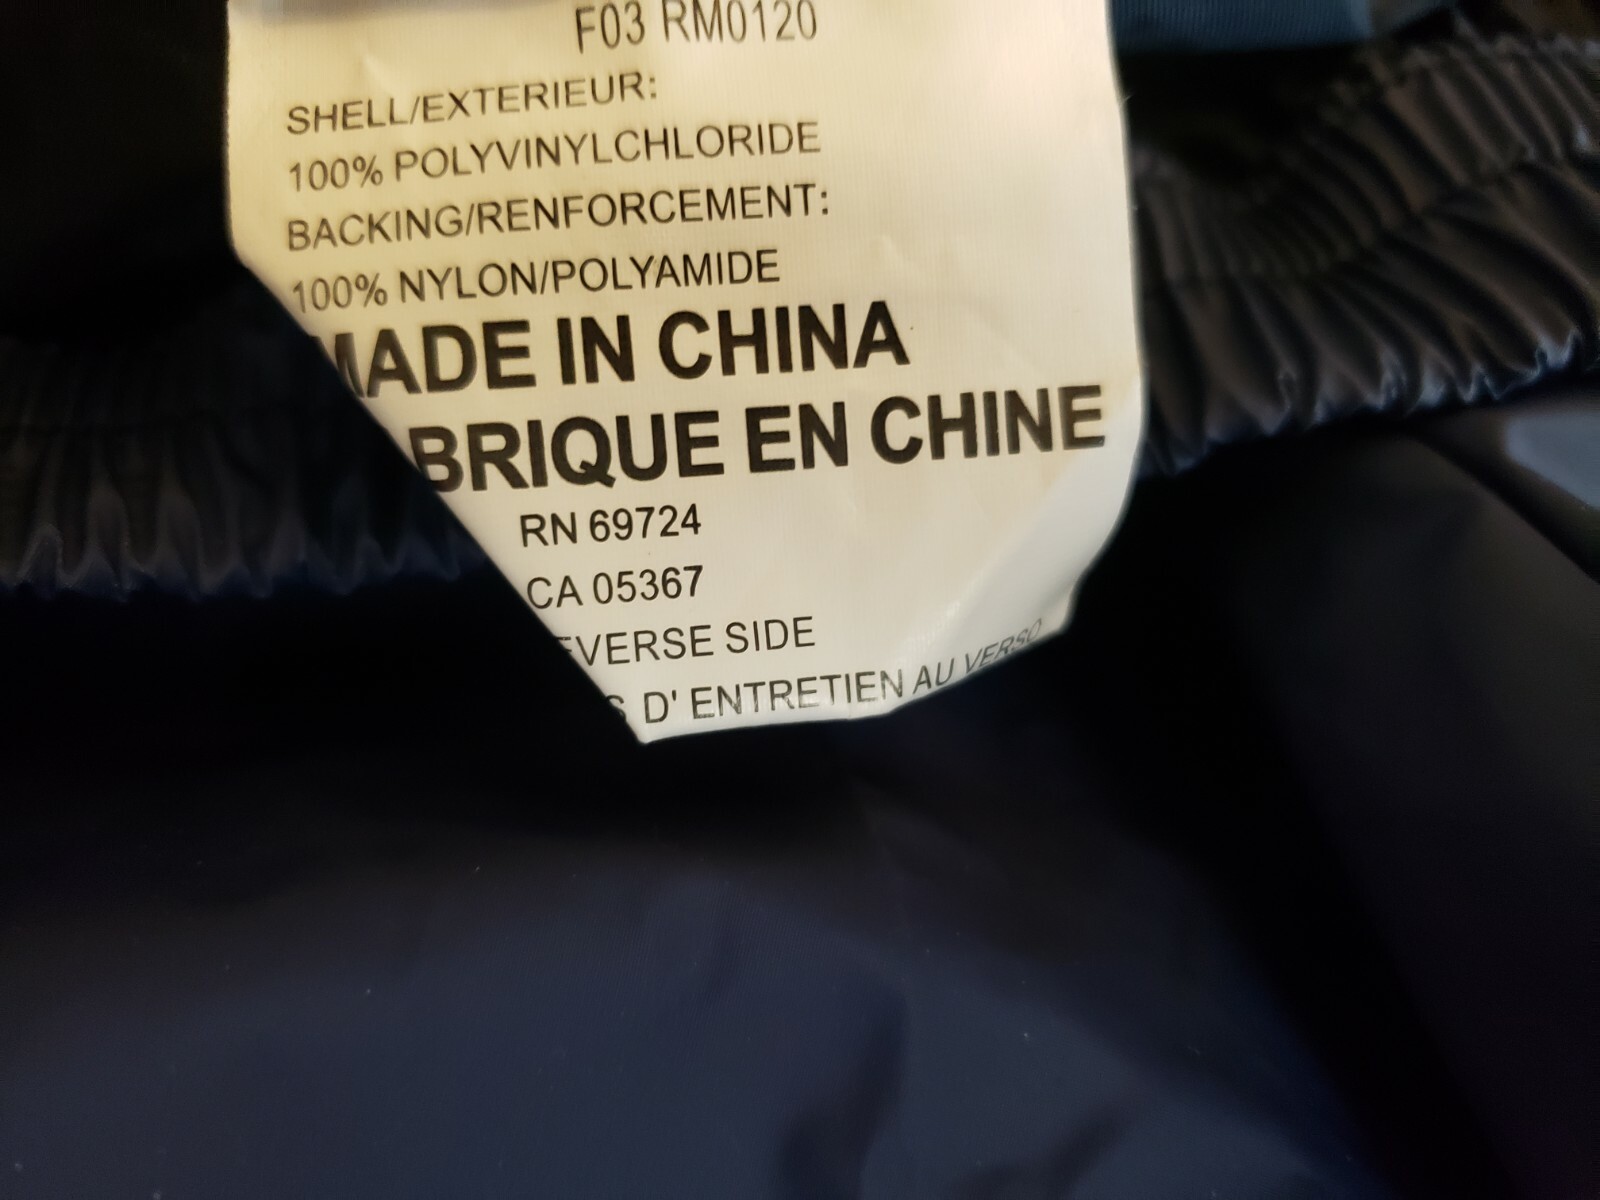 F03 RM0120
SHELL/EXTERIEUR:
100% POLYVINYLCHLORIDE
BACKING/RENFORCEMENT:
100% NYLON/POLYAMIDE
MADE IN CHINA
BRIQUE EN CHINE
RN 69724
CA 05367
EVERSE SIDE
S D' ENTRETIEN AU VERSO